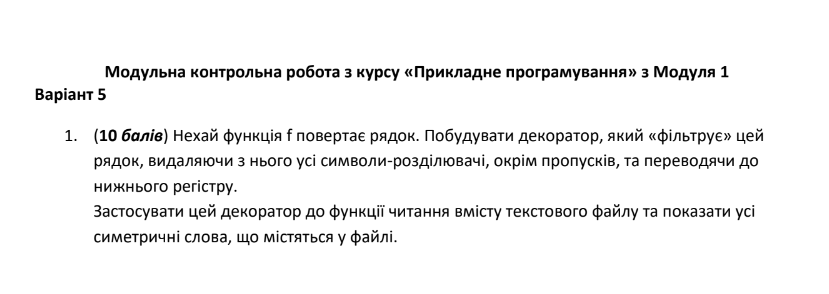 Модульна контрольна робота з курсу «Прикладне програмування» з Модуля 1
Варіант 5
1. (10 балів) Нехай функція f повертає рядок. Побудувати декоратор, який «фільтрує» цей
рядок, видаляючи з нього усі символи-розділювачі, окрім пропусків, та переводячи до
нижнього регістру.
Застосувати цей декоратор до функції читання вмісту текстового файлу та показати усі
симетричні слова, що містяться у файлі.